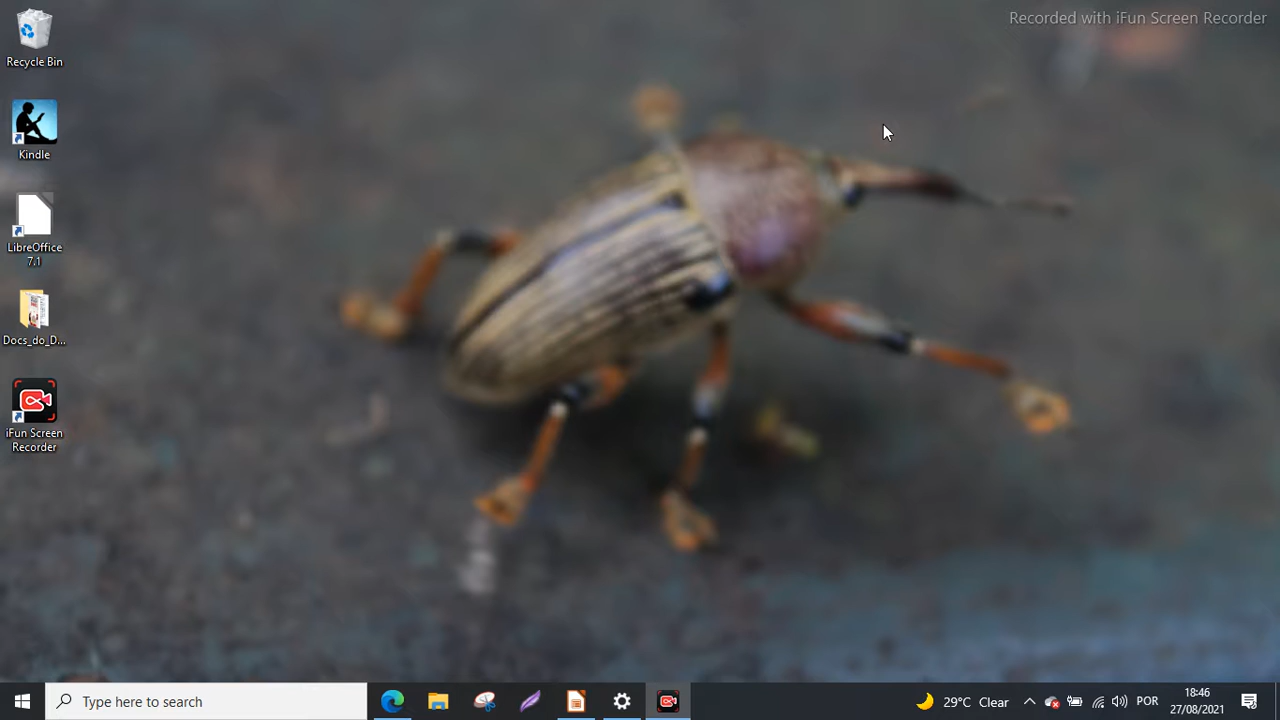 Recorded with iFun Screen Recorder
Recycle Bin
Kindle
LibreOffice
7.1
Docs_do_D...
iFun Screen
Recorder
Type here to search
29°C Clear
POR
18:46
27/08/2021